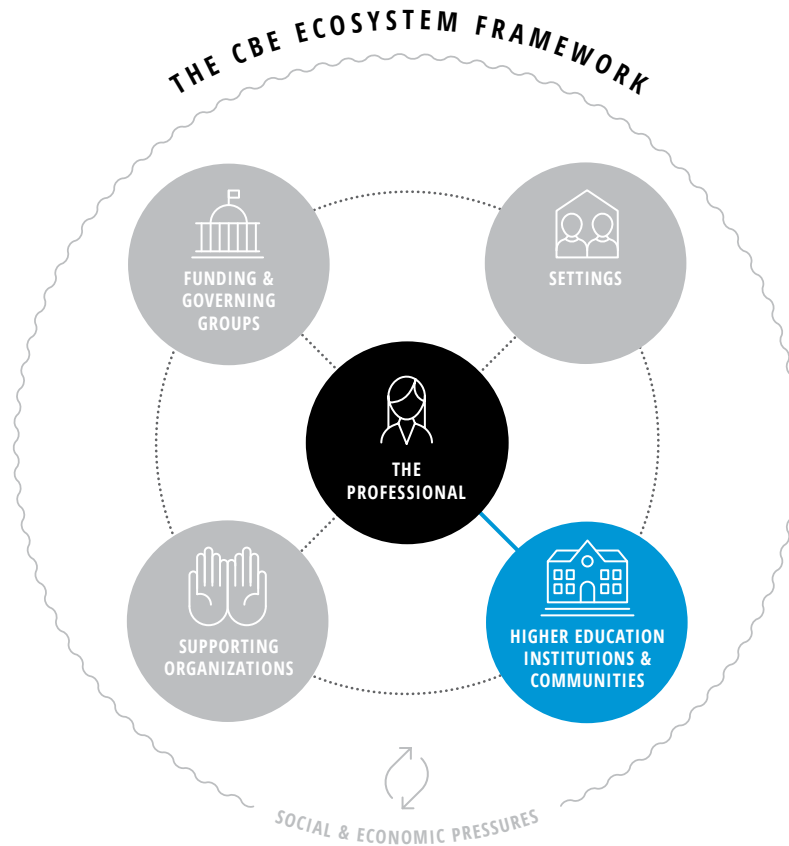 THE CBE ECOSYSTEM FRAMEWORK
FUNDING &
GOVERNING
GROUPS
SETTINGS
THE
PROFESSIONAL
SUPPORTING
ORGANIZATIONS
HIGHER EDUCATION
INSTITUTIONS &
COMMUNITIES
SOCIAL & ECONOMIC PRESSURES